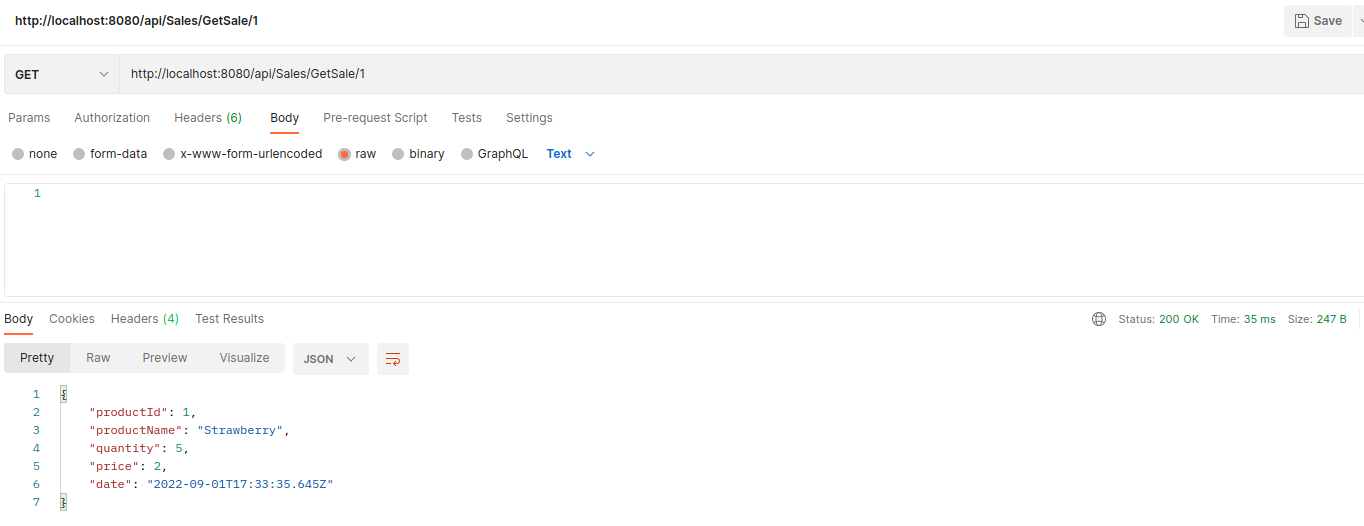 http://localhost:8080/api/Sales/GetSale/1
Save
GET http://localhost:8080/api/Sales/GetSale/1
Params Authorization Headers (6) Body Pre-request Script Tests Settings
none form-data x-www-form-urlencoded raw binary GraphQL Text
1
Body Cookies Headers (4) Test Results Status: 200 OK Time: 35 ms Size: 247 B
Pretty Raw Preview Visualize JSON
1 {
2 "productId": 1,
3 "productName": "Strawberry",
4 "quantity": 5,
5 "price": 2,
6 "date": "2022-09-01T17:33:35.645Z"
7 }